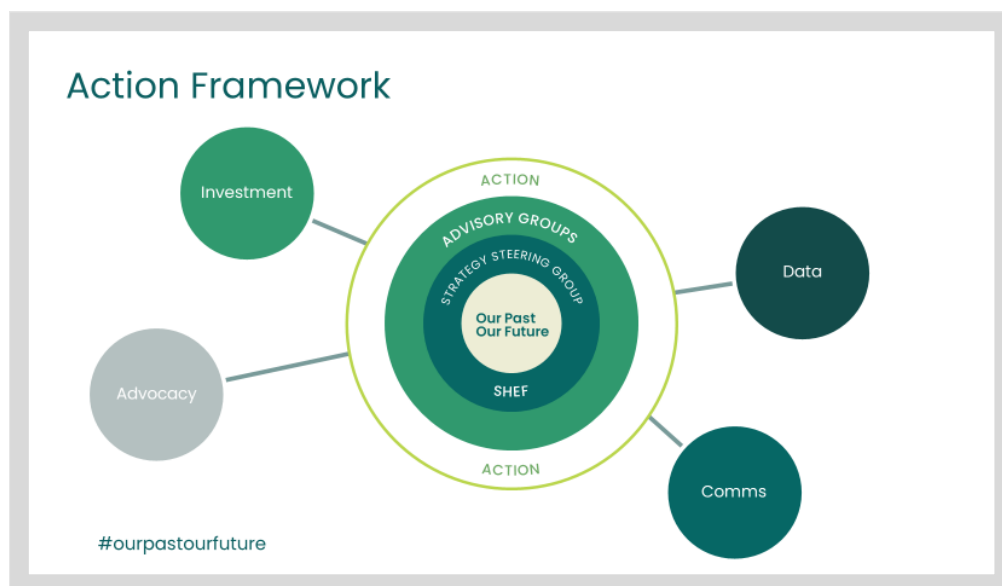 Action Framework
Investment
ACTION
ADVISORY GROUPS
STRATEGY STEERING GROUP
Our Past
Our Future
SHEF
ACTION
Data
Advocacy
Comms
#ourpastourfuture